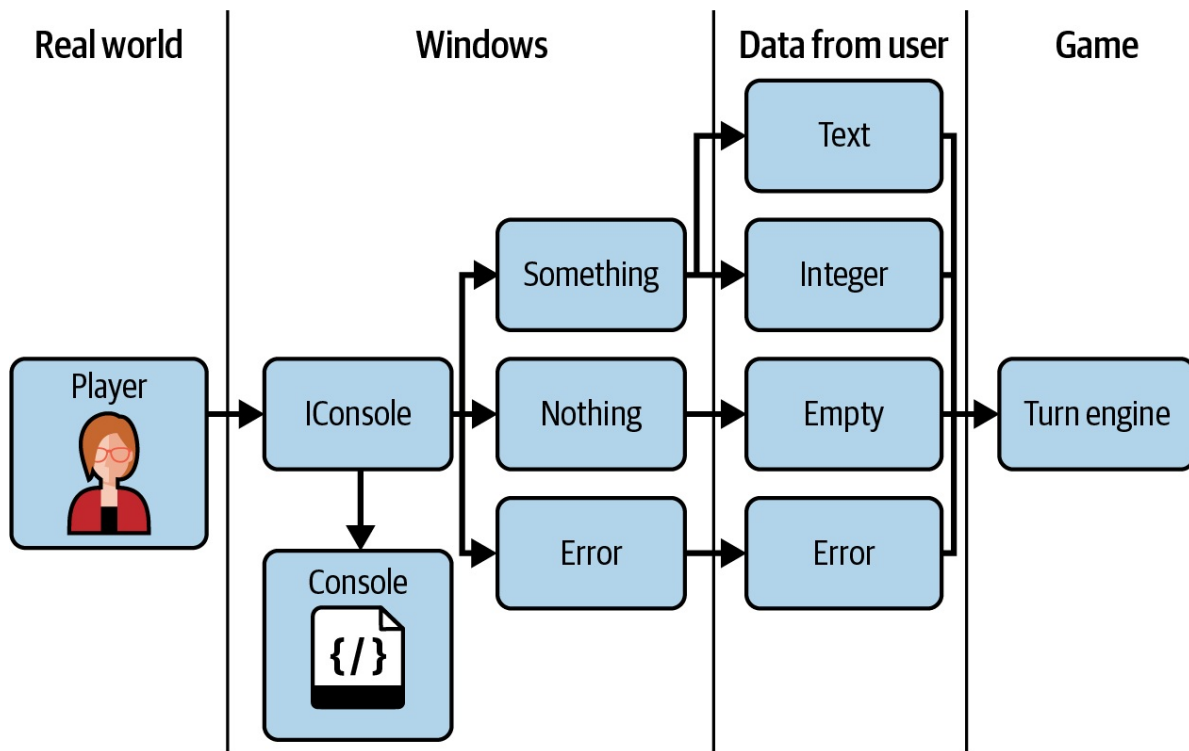 Real world
Windows
Data from user
Game
Text
Something
Integer
Player
IConsole
Nothing
Empty
Turn engine
Console
{/}
Error
Error